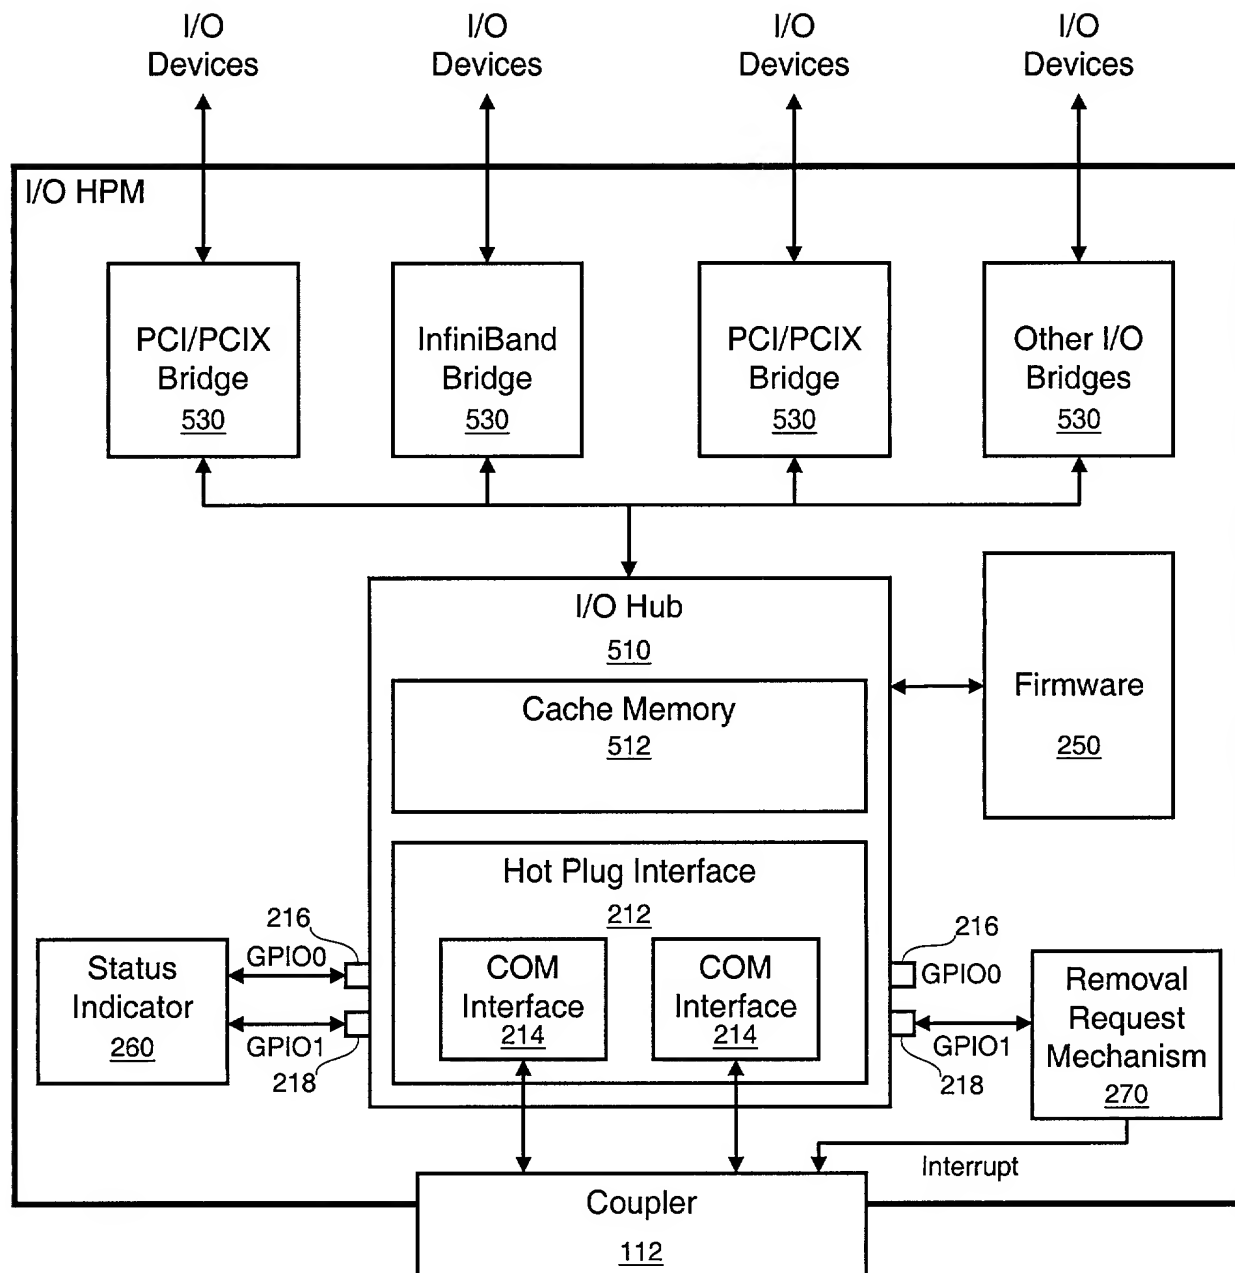 I/O
Devices
I/O
Devices
I/O
Devices
I/O
Devices
I/O HPM
PCI/PCIX
Bridge
530
InfiniBand
Bridge
530
PCI/PCIX
Bridge
530
Other I/O
Bridges
530
I/O Hub
510
Cache Memory
512
Firmware
250
Hot Plug Interface
212
COM
Interface
214
COM
Interface
214
216
GPIO0
GPIO1
218
Status
Indicator
260
216
GPIO0
GPIO1
218
Removal
Request
Mechanism
270
Interrupt
Coupler
112